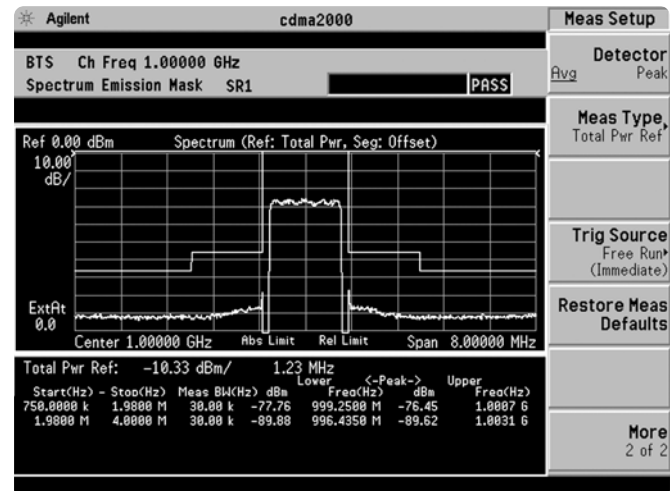 Agilent cdma2000 Meas Setup
BTS Ch Freq 1.00000 GHz
Spectrum Emission Mask SR1 PASS
Detector
Avg Peak
Meas Type
Total Pwr Ref
Ref 0.00 dBm Spectrum (Ref: Total Pwr, Seg: Offset)
10.00
dB/
Trig Source
Free Run
(Immediate)
Restore Meas
Defaults
ExtAt
0.0
Center 1.00000 GHz Abs Limit Rel Limit Span 8.00000 MHz
Total Pwr Ref: -10.33 dBm/ 1.23 MHz
Lower <-Peak-> Upper
Start(Hz) - Stop(Hz) Meas BW(Hz) dBm Freq(Hz) dBm Freq(Hz)
750.0000 k 1.9800 M 30.00 k -77.76 999.2500 M -76.45 1.0007 G
1.9800 M 4.0000 M 30.00 k -89.88 996.4350 M -89.62 1.0031 G
More
2 of 2